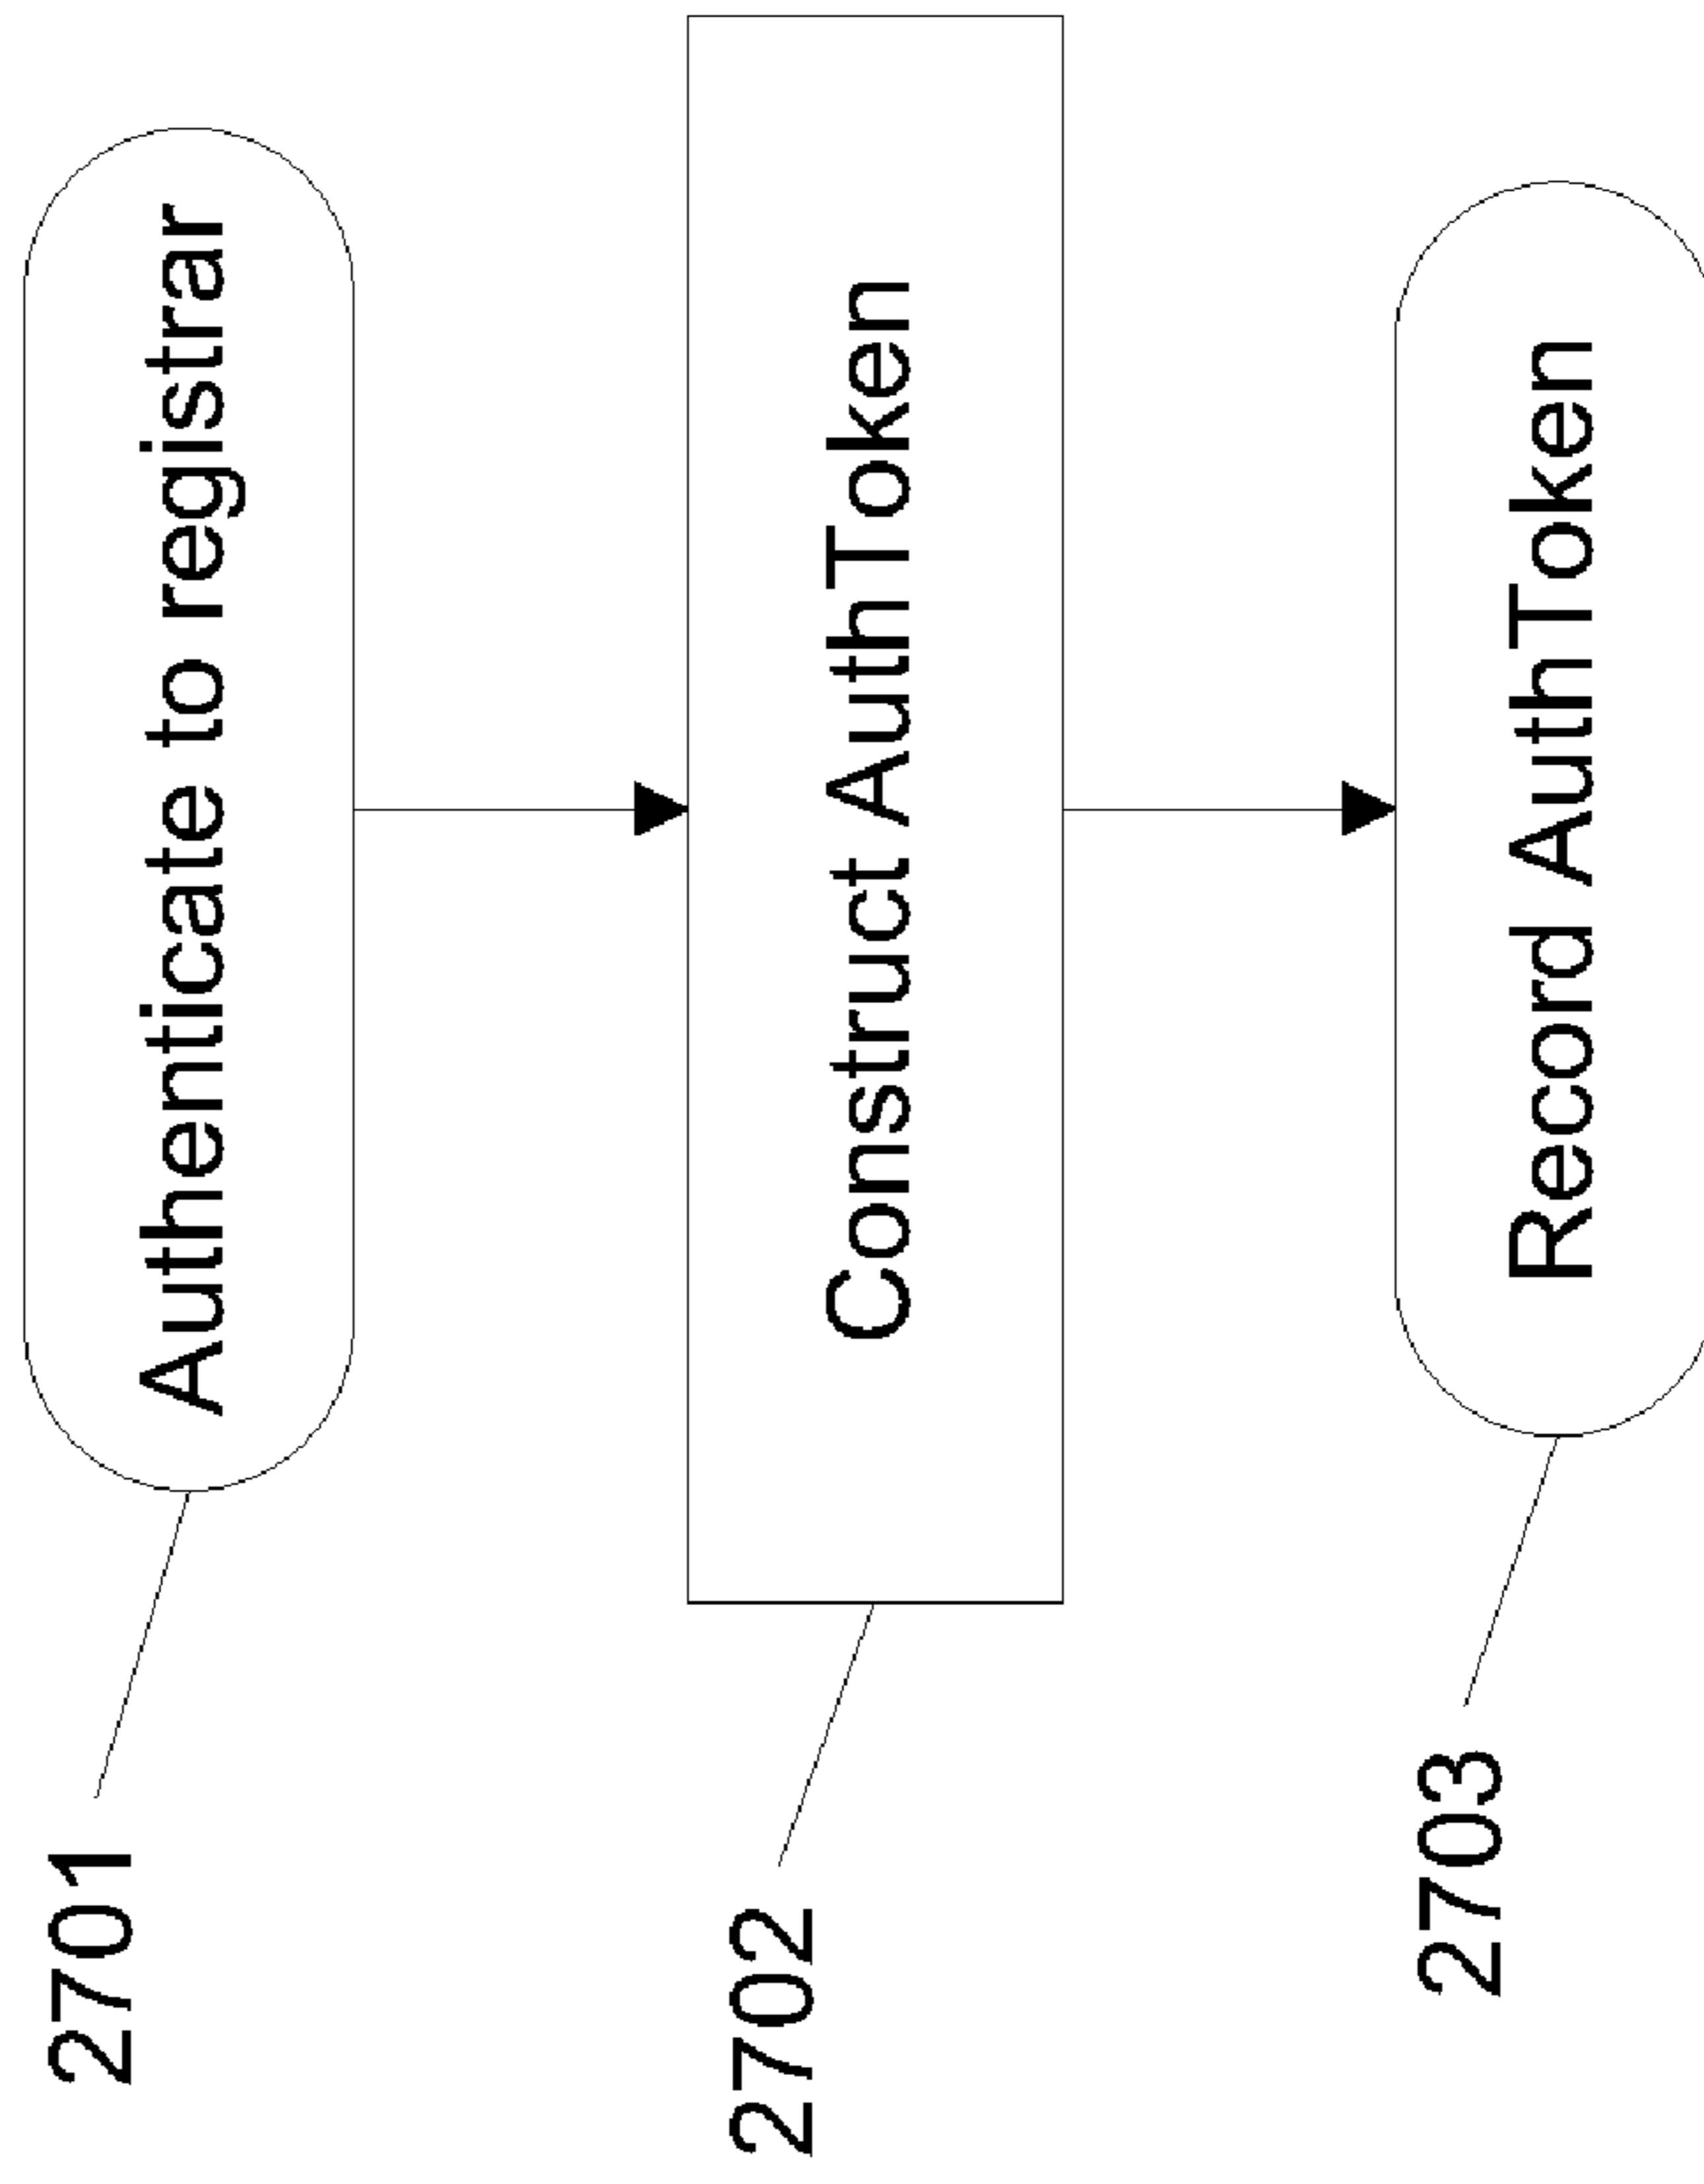 2701
Authenticate to registrar
2702
Construct AuthToken
2703
Record AuthToken